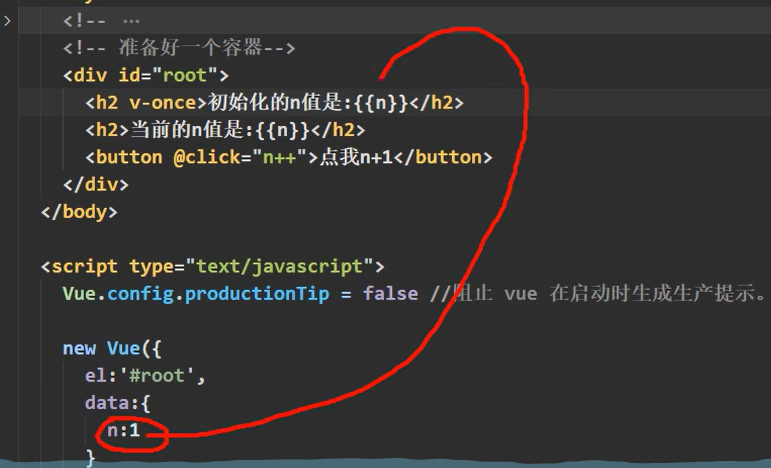 <!-- ...
<!-- 准备好一个容器-->
<div id="root">
<h2 v-once>初始化的n值是:{{n}}</h2>
<h2>当前的n值是:{{n}}</h2>
<button @click="n++">点我n+1</button>
</div>
</body>
<script type="text/javascript">
Vue.config.productionTip = false //阻止 vue 在启动时生成生产提示。
new Vue({
el:'#root',
data:{
n:1
}